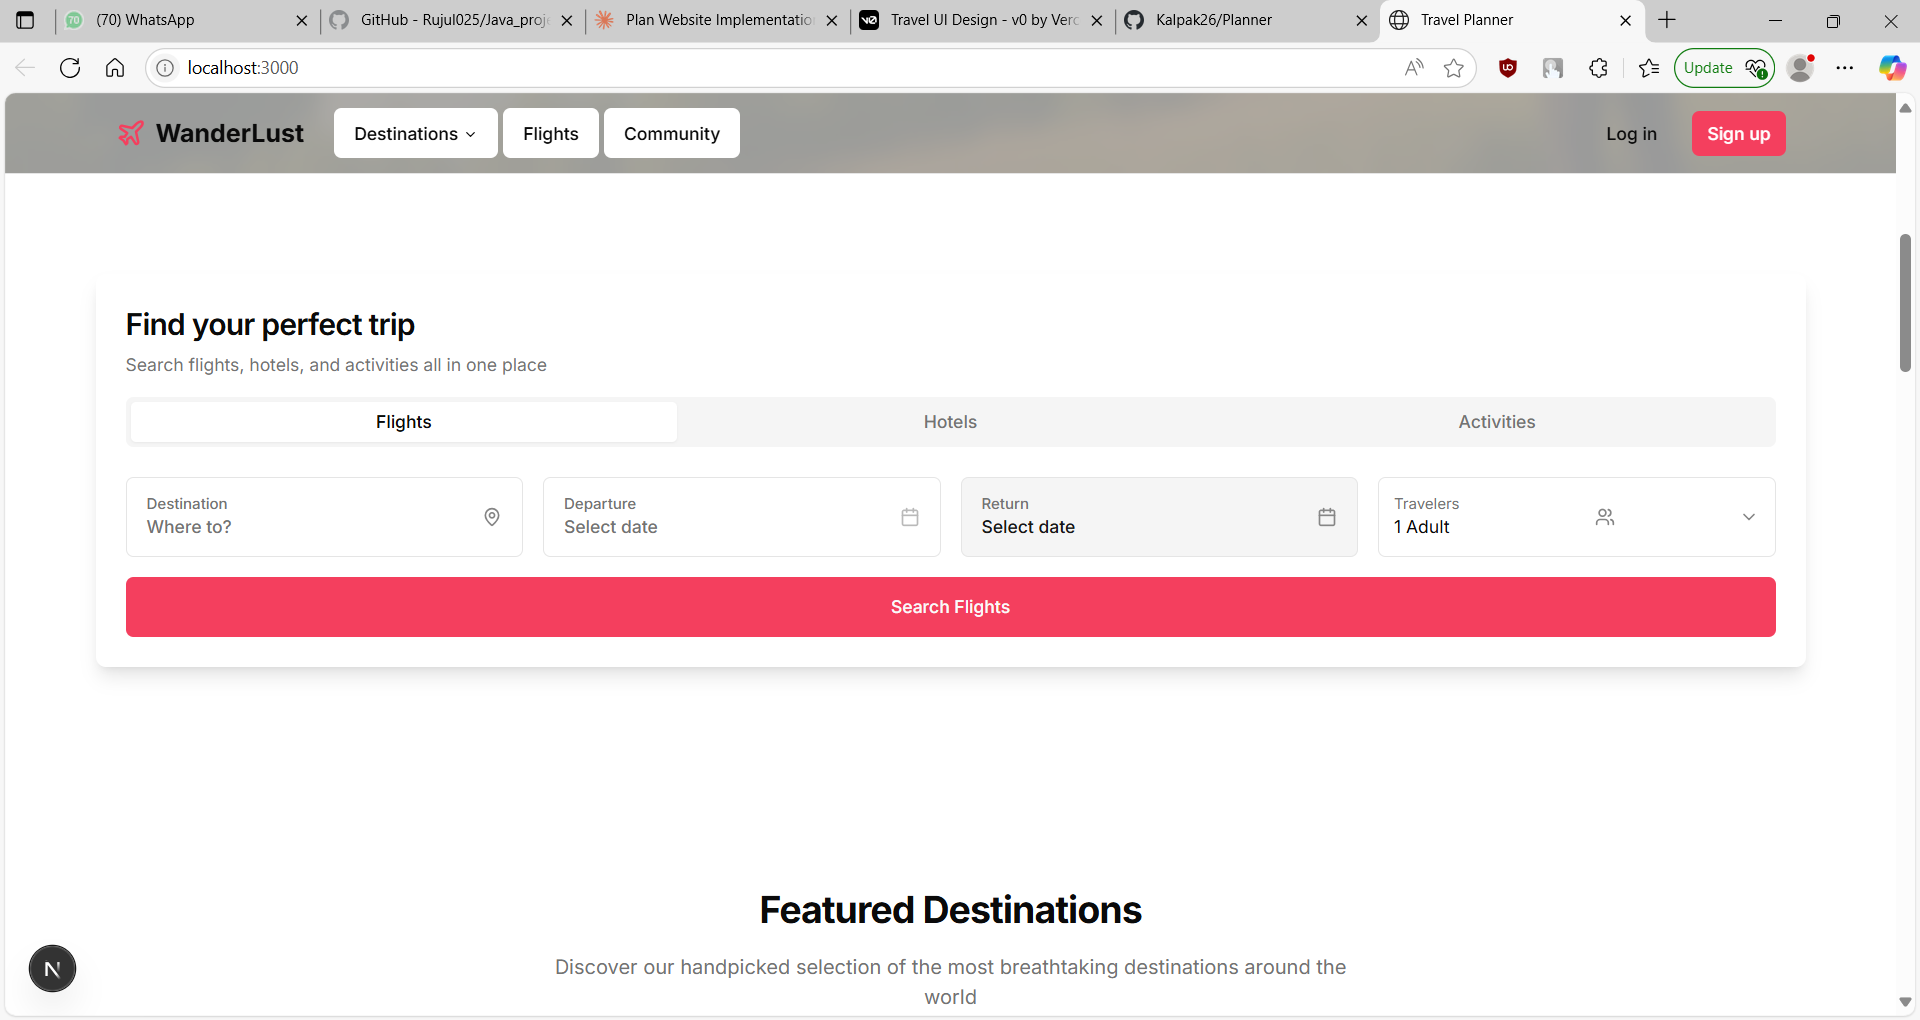 (70) WhatsApp
GitHub - Rujul025/Java_proje
Plan Website Implementatio
Travel UI Design - v0 by Verc
Kalpak26/Planner
Travel Planner
localhost:3000
Update
WanderLust
Destinations
Flights
Community
Log in
Sign up
Find your perfect trip
Search flights, hotels, and activities all in one place
Flights
Hotels
Activities
Destination
Where to?
Departure
Select date
Return
Select date
Travelers
1 Adult
Search Flights
Featured Destinations
Discover our handpicked selection of the most breathtaking destinations around the
world
N